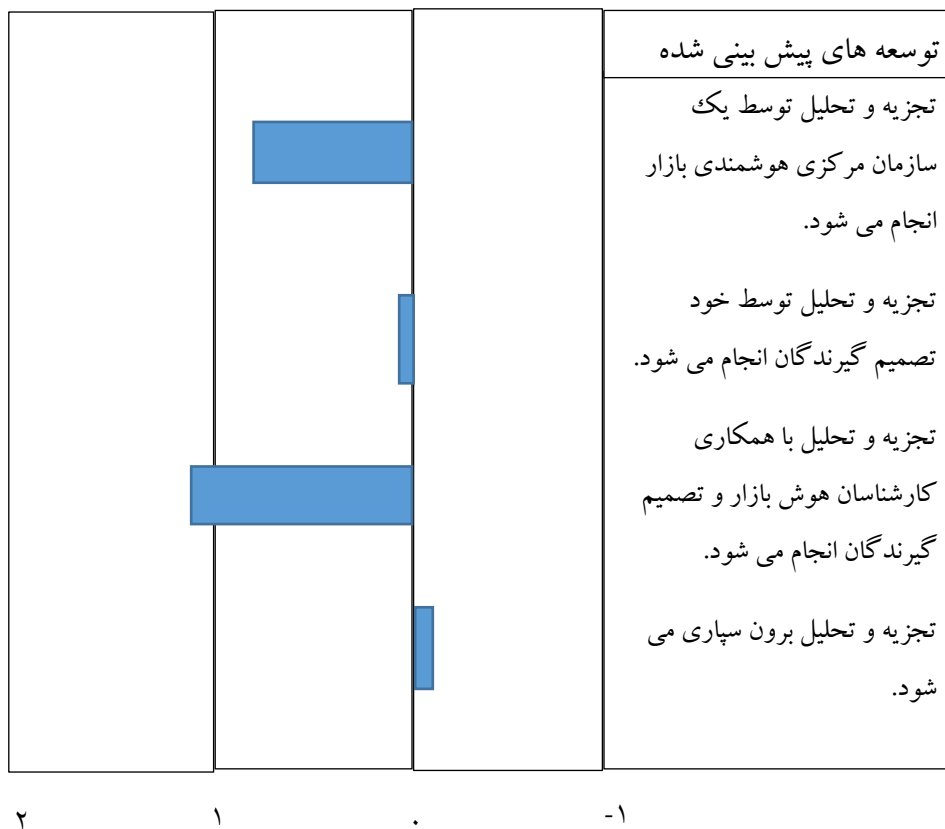 توسعه های پیش بینی شده
تجزیه و تحلیل توسط یک
سازمان مرکزی هوشمندی بازار
انجام می شود.
تجزیه و تحلیل توسط خود
تصمیم گیرندگان انجام می شود.
تجزیه و تحلیل با همکاری
کارشناسان هوش بازار و تصمیم
گیرندگان انجام می شود.
تجزیه و تحلیل برون سپاری می
شود.
-۱ ۰ ۱ ۲